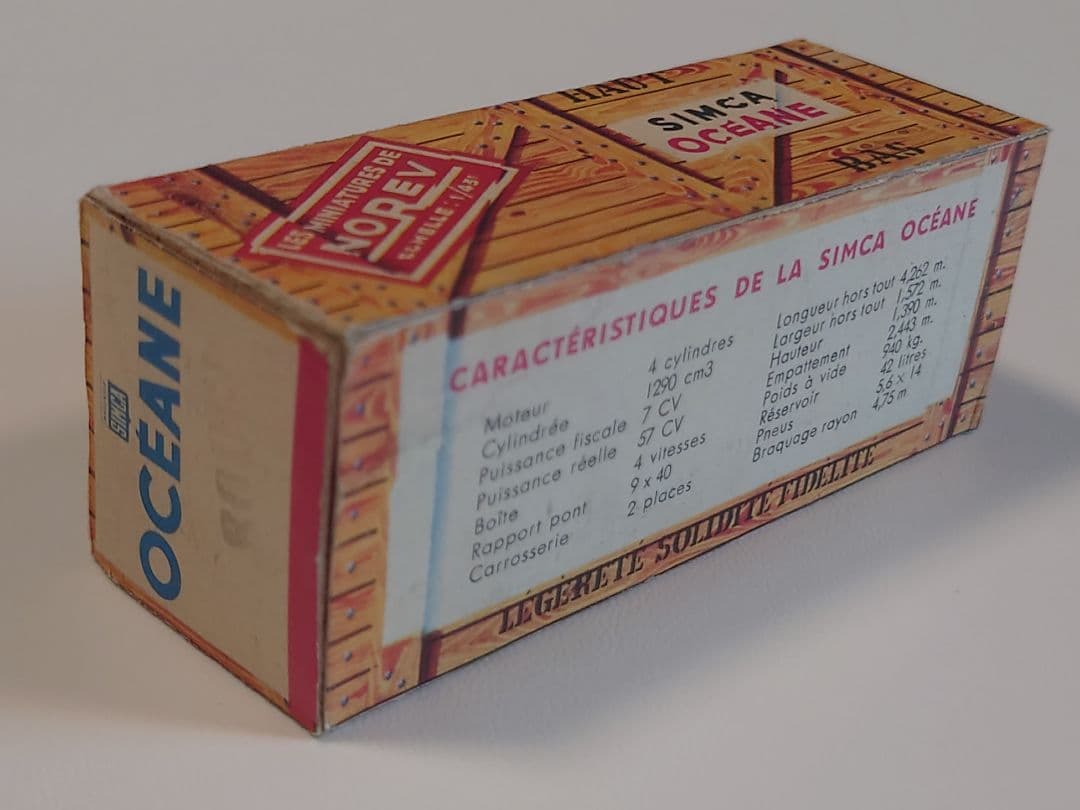 HAUT
SIMCA
OCÉANE
BAS
LES MINIATURES DE
NOREV
ECHELLE · 1/43e
SIMCA
OCÉANE
CARACTÉRISTIQUES DE LA SIMCA OCÉANE
Moteur 4 cylindres
Cylindrée 1290 cm3
Puissance fiscale 7 CV
Puissance réelle 57 CV
Boîte 4 vitesses
Rapport pont 9 x 40
Carrosserie 2 places
Longueur hors tout 4,262 m.
Largeur hors tout 1,572 m.
Hauteur 1,390 m.
Empattement 2,443 m.
Poids à vide 940 kg.
Réservoir 42 litres
Pneus 5,6 x 14
Braquage rayon 4,75 m
LÉGÈRETÉ SOLIDITÉ FIDÉLITÉ